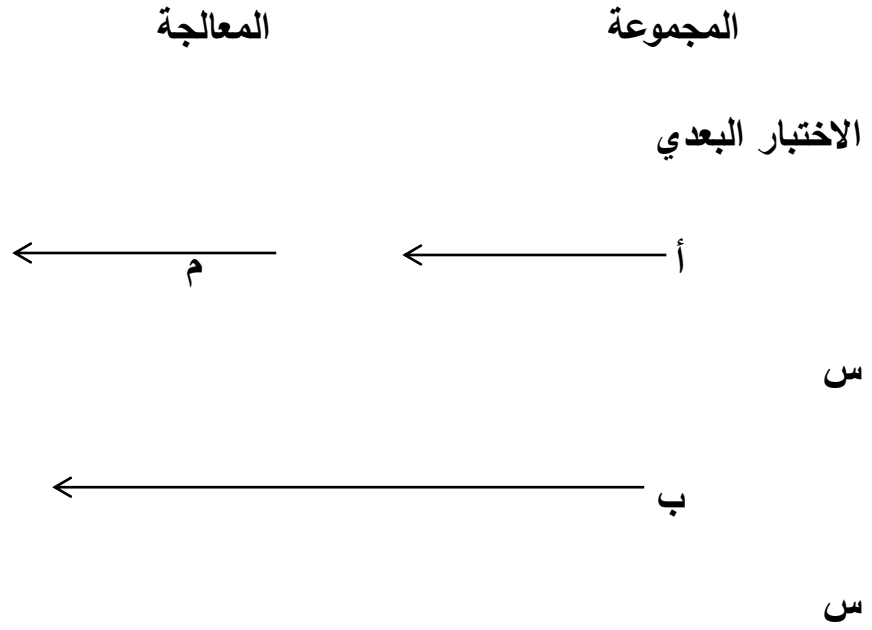 المجموعة المعالجة
الاختبار البعدي
أ م
س
ب
س